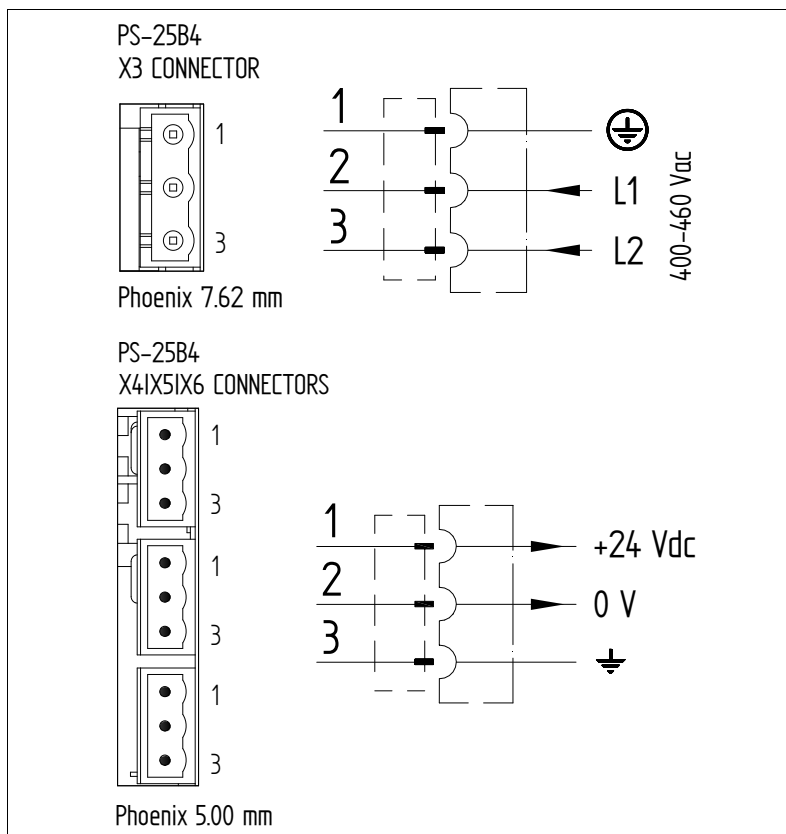 PS-25B4
X3 CONNECTOR
1
3
Phoenix 7.62 mm
1
2
3
L1
L2
400-460 Vac
PS-25B4
X4|X5|X6 CONNECTORS
1
3
1
3
1
3
Phoenix 5.00 mm
1
2
3
+24 Vdc
0 V